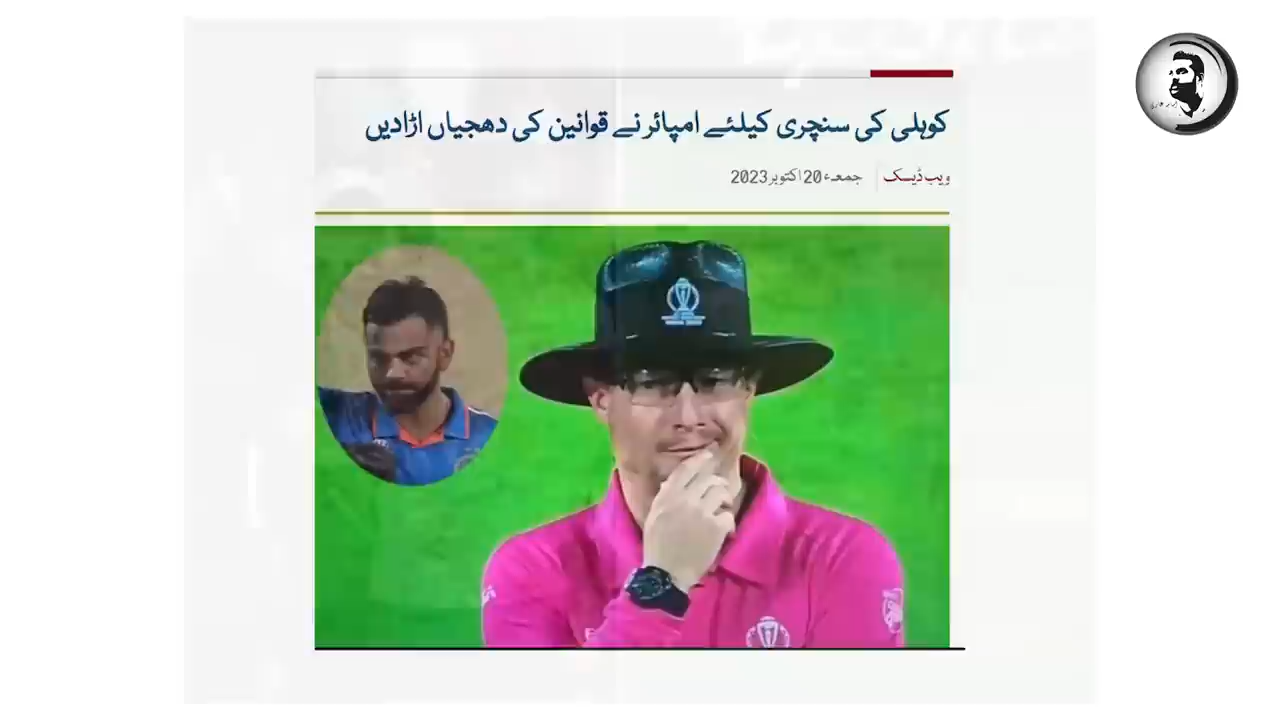 کوہلی کی سنچری کیلئے امپائر نے قوانین کی دھجیاں اڑادیں
ویب ڈیسک جمعہ 20 اکتوبر 2023